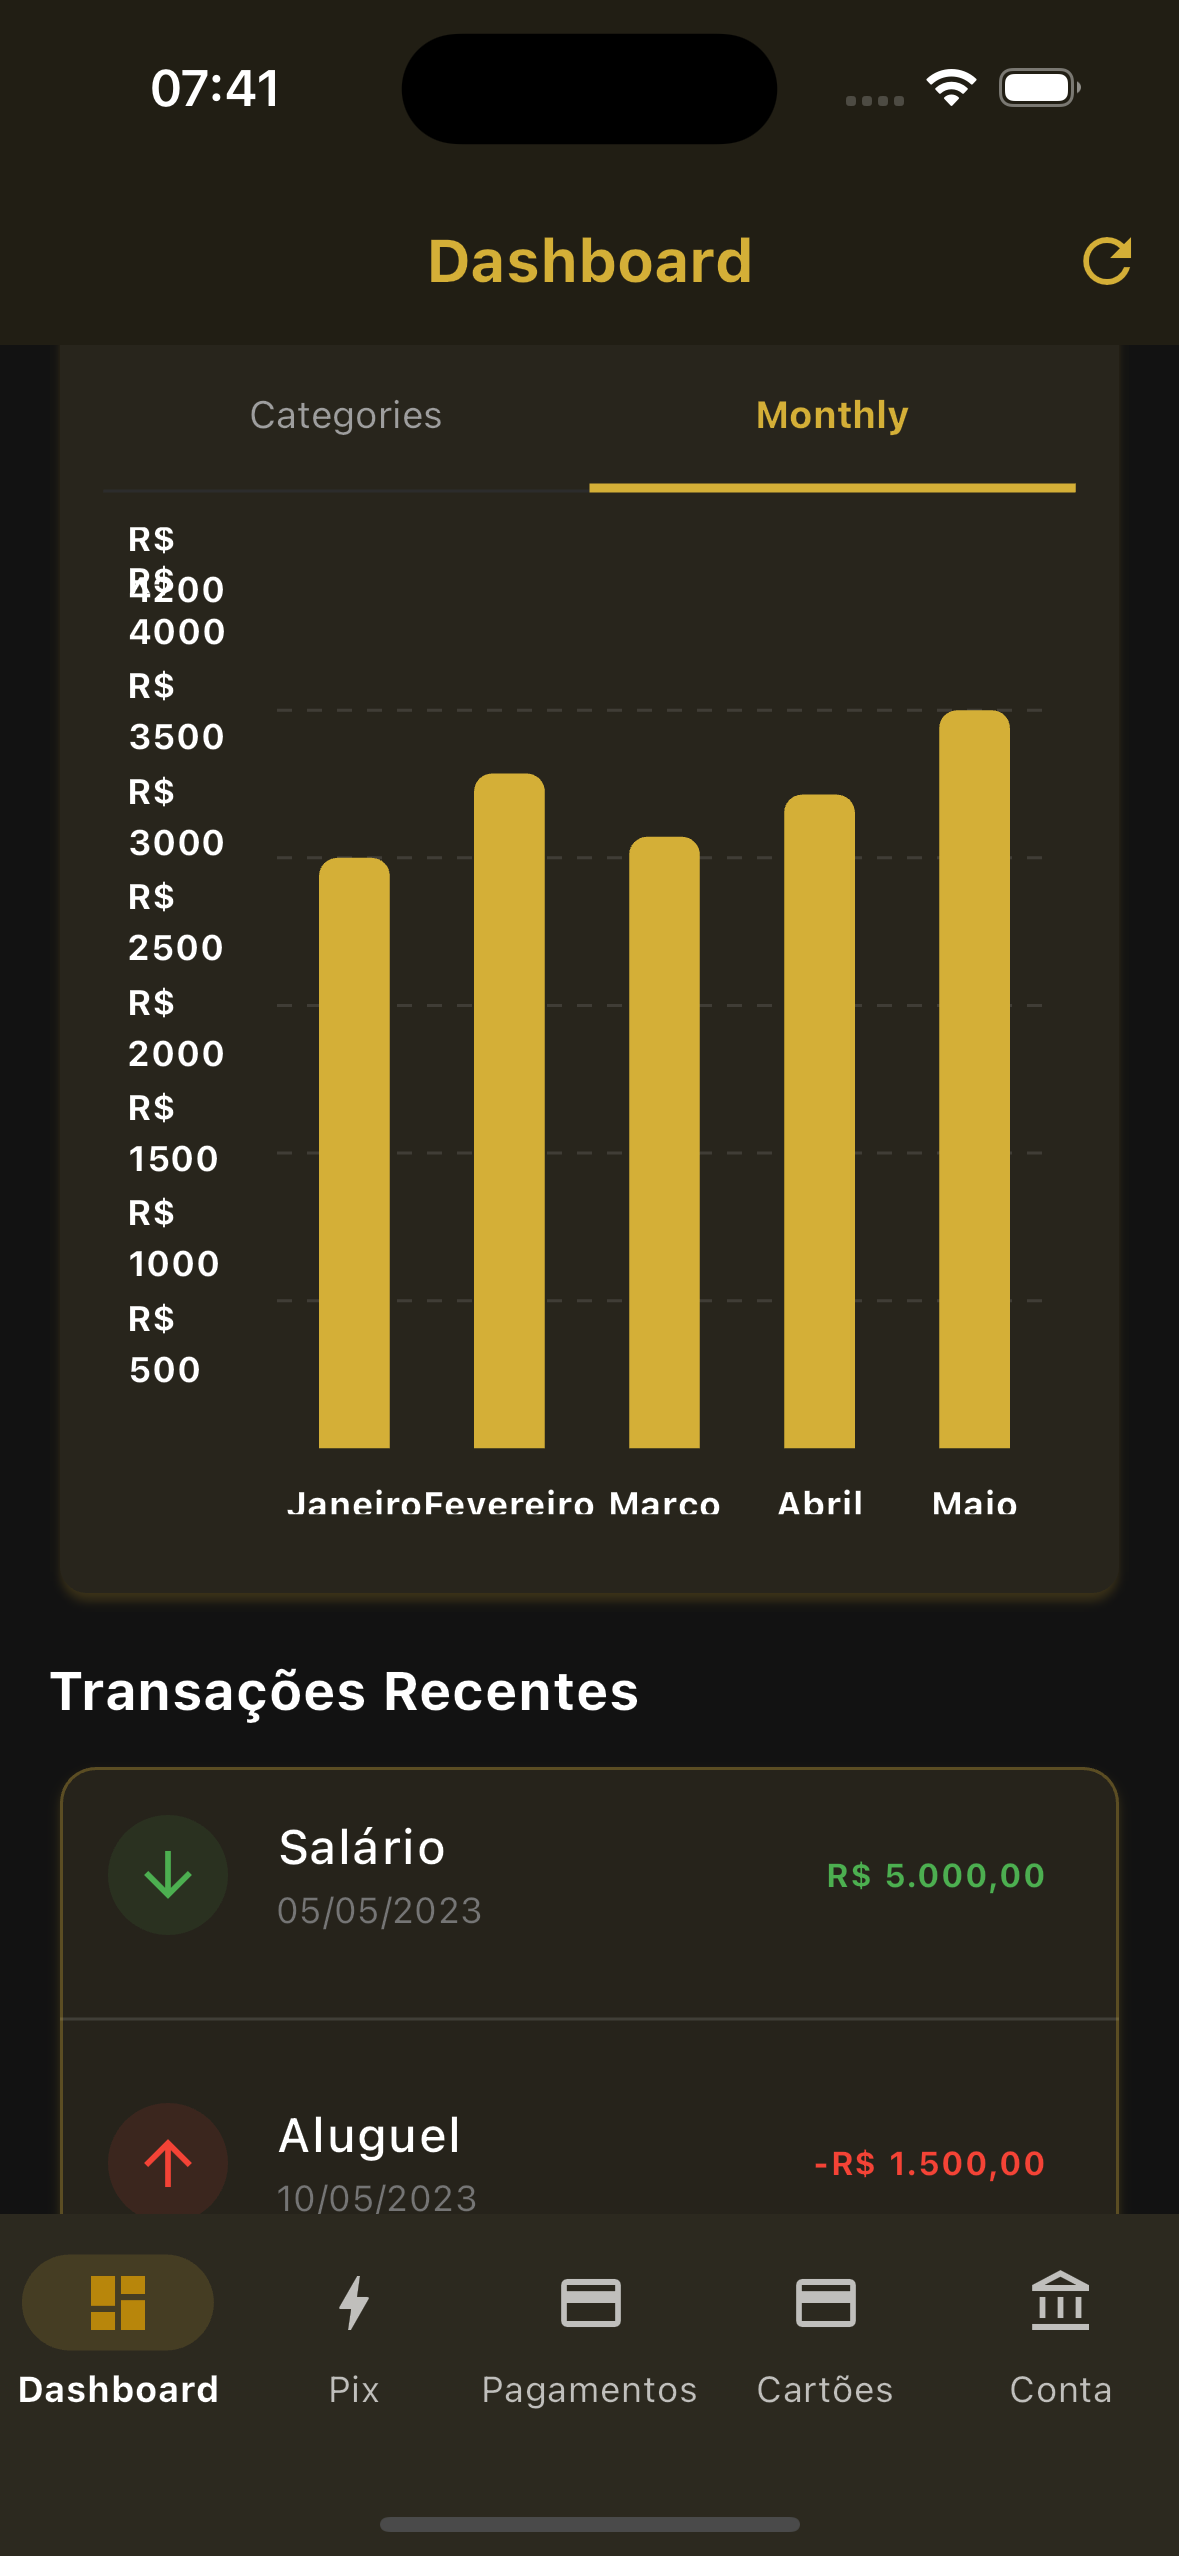 07:41
Dashboard
Categories
Monthly
R$
4200
R$
4000
R$
3500
R$
3000
R$
2500
R$
2000
R$
1500
R$
1000
R$
500
Janeiro Fevereiro Marco Abril Maio
Transações Recentes
Salário
05/05/2023
R$ 5.000,00
Aluguel
10/05/2023
-R$ 1.500,00
Dashboard Pix Pagamentos Cartões Conta